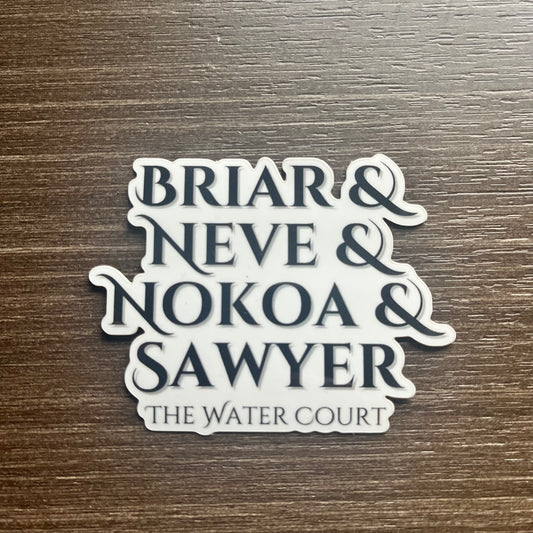 BRIAR &
NEVE &
NOKOA &
SAWYER
THE WATER COURT